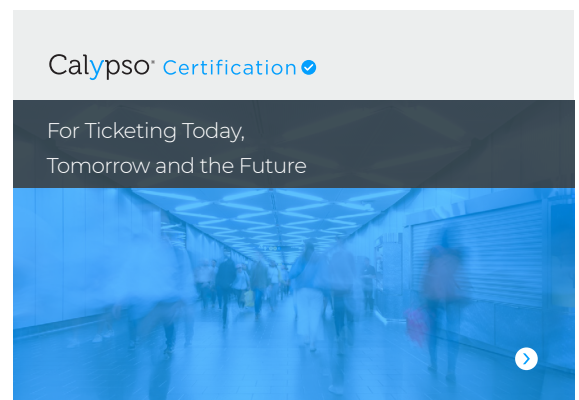 Calypso® Certification
For Ticketing Today,
Tomorrow and the Future